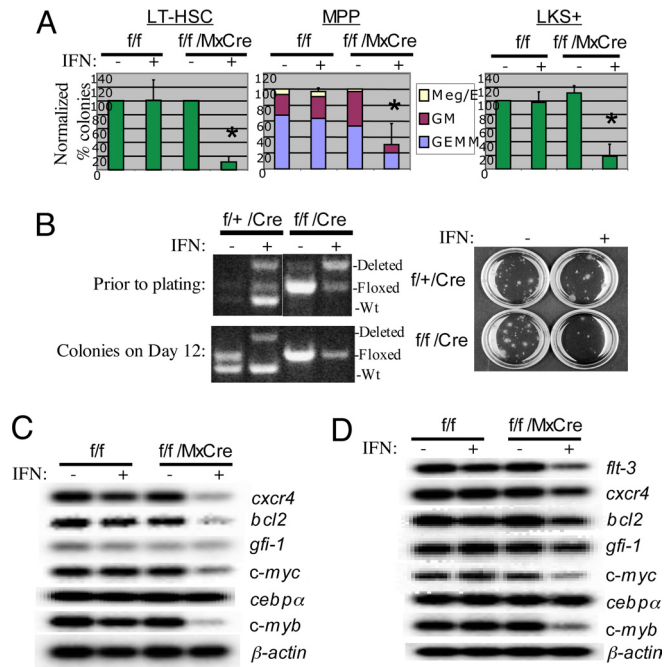 A
LT-HSC MPP LKS+
f/f f/f /MxCre f/f f/f /MxCre f/f f/f /MxCre
IFN: - + - + - + - + - + - +
Normalized
% colonies
140 140 140
120 120 120
100 100 100
80 80 80
60 60 60
40 40 40
20 20 20
0 0 0
* * *
Meg/E
GM
GEMM
B
f/+ /Cre f/f /Cre
IFN: - + - +
Prior to plating:
-Deleted
-Floxed
-Wt
Colonies on Day 12:
-Deleted
-Floxed
-Wt
IFN: - +
f/+/Cre
f/f /Cre
C
f/f f/f /MxCre
IFN: - + - +
cxcr4
bcl2
gfi-1
c-myc
cebpα
c-myb
β-actin
D
f/f f/f /MxCre
IFN: - + - +
flt-3
cxcr4
bcl2
gfi-1
c-myc
cebpα
c-myb
β-actin